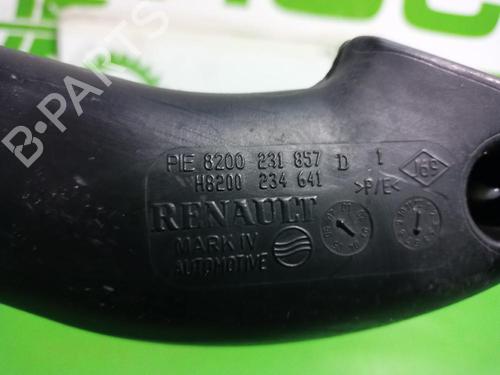 PIE 8200 231 857 D 1
H8200 234 641 >P/E<
RENAULT
MARK IV
AUTOMOTIVE
B-PARTS